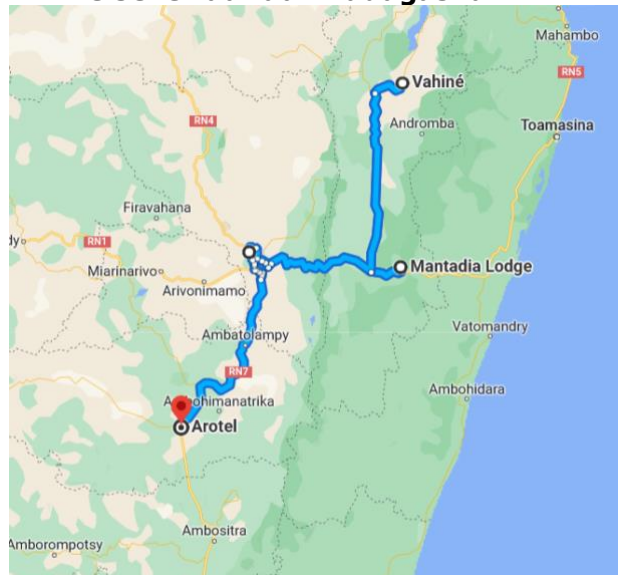 Mahambo
RN5
Vahiné
RN4
Andromba
Toamasina
Firavahana
RN1
Mantadia Lodge
Miarinarivo
Arivonimamo
Vatomandry
Ambatolampy
RN7
Ambohidara
Arotel
Ambositra
Amborompotsy